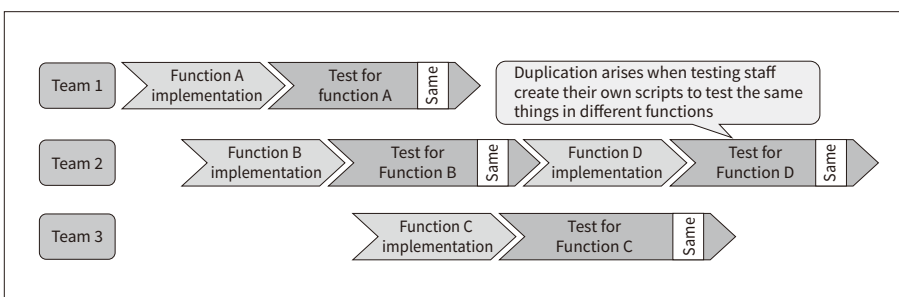 Team 1
Function A
implementation
Test for
function A
Same
Duplication arises when testing staff
create their own scripts to test the same
things in different functions
Team 2
Function B
implementation
Test for
Function B
Same
Function D
implementation
Test for
Function D
Same
Team 3
Function C
implementation
Test for
Function C
Same